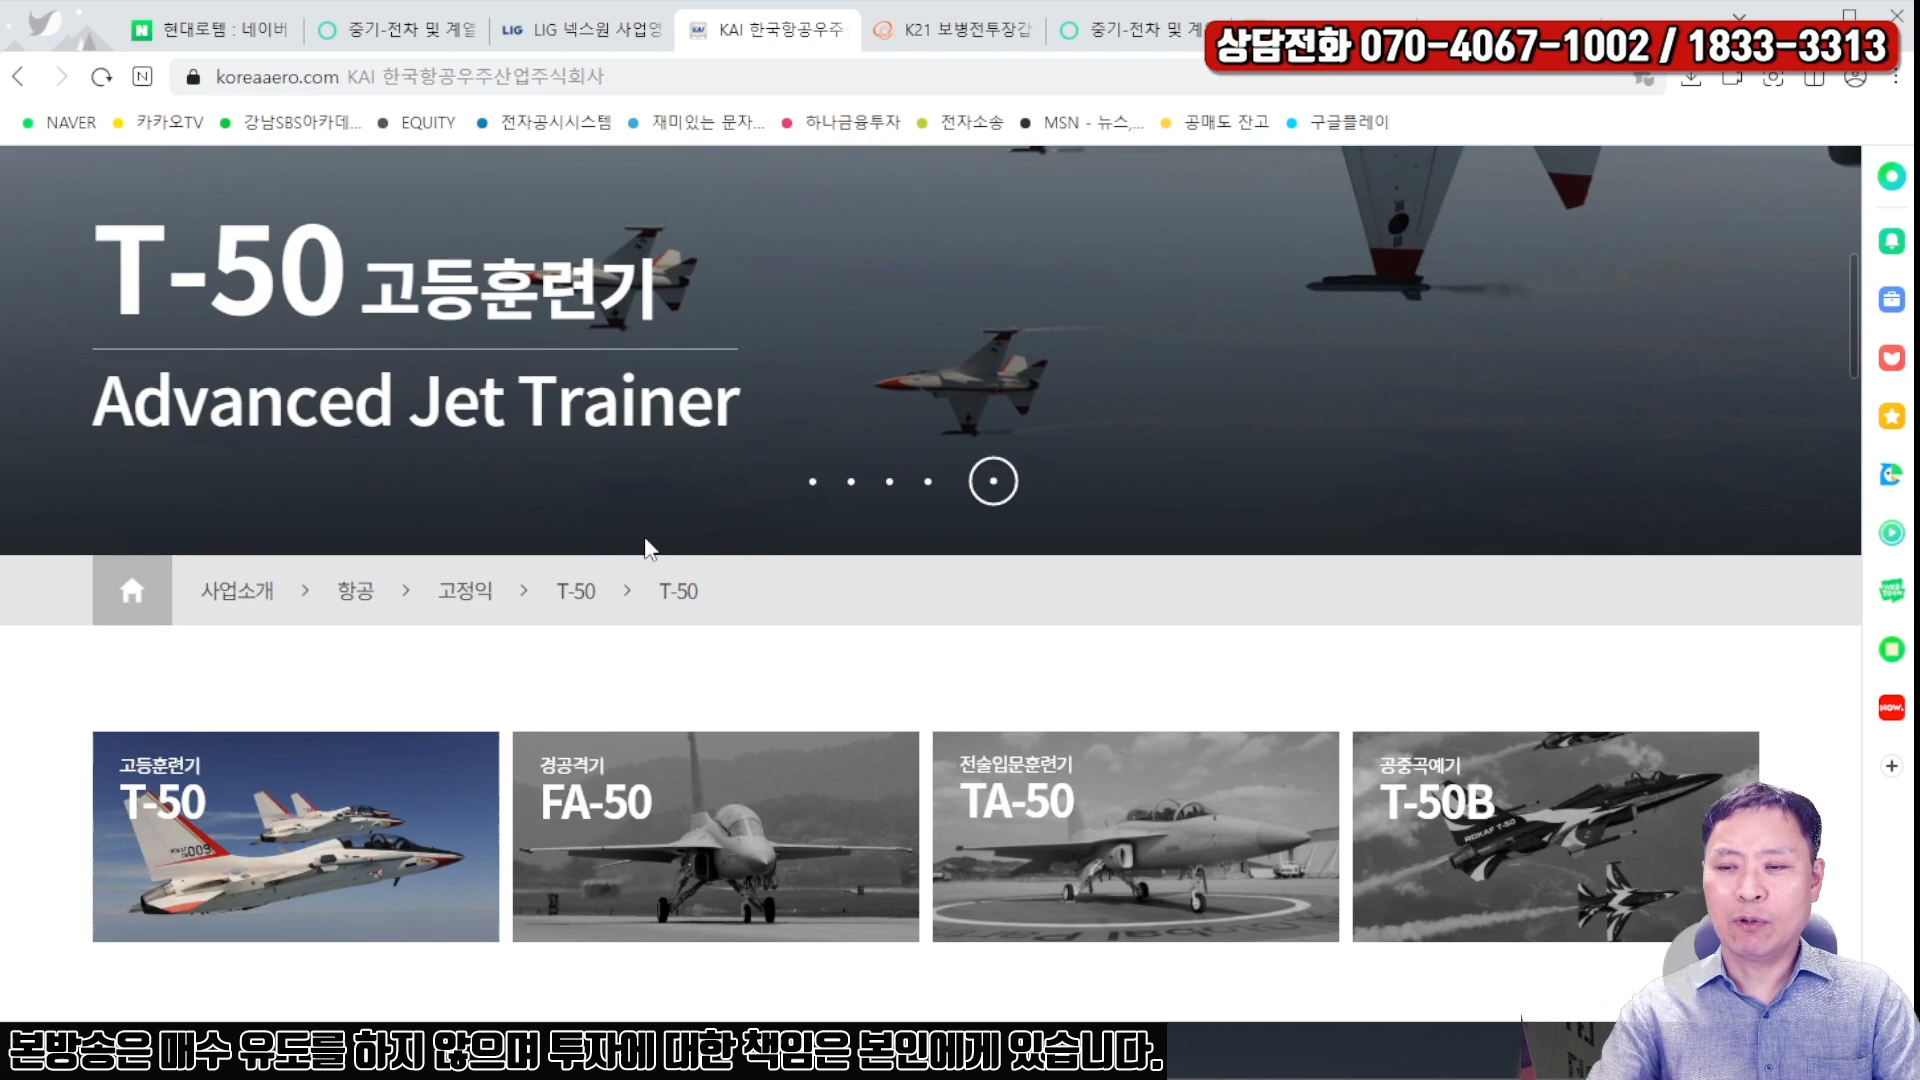 현대로템 : 네이버
중기-전차 및 계열
LIG
LIG 넥스원 사업영
KAI 한국항공우주
K21 보병전투장갑
중기-전차 및 계
상담전화 070-4067-1002 / 1833-3313
N
koreaaero.com KAI 한국항공우주산업주식회사
NAVER
카카오TV
강남SBS아카데...
EQUITY
전자공시시스템
재미있는 문자...
하나금융투자
전자소송
MSN - 뉴스,...
공매도 잔고
구글플레이
T-50 고등훈련기
Advanced Jet Trainer
사업소개 > 항공 > 고정익 > T-50 > T-50
고등훈련기
T-50
009
경공격기
FA-50
전술입문훈련기
TA-50
공중곡예기
T-50B
ROKAF T-50
NOW.
본방송은 매수 유도를 하지 않으며 투자에 대한 책임은 본인에게 있습니다.